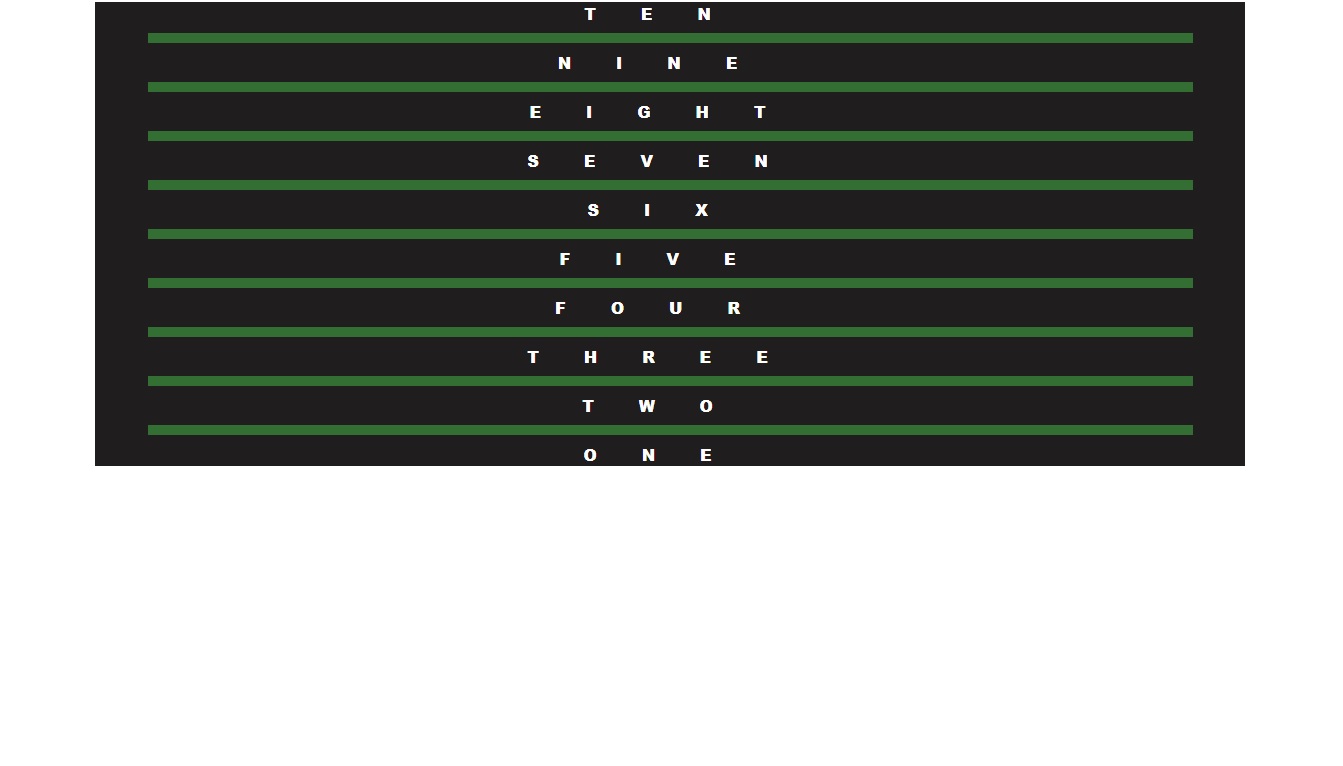 T E N
N I N E
E I G H T
S E V E N
S I X
F I V E
F O U R
T H R E E
T W O
O N E